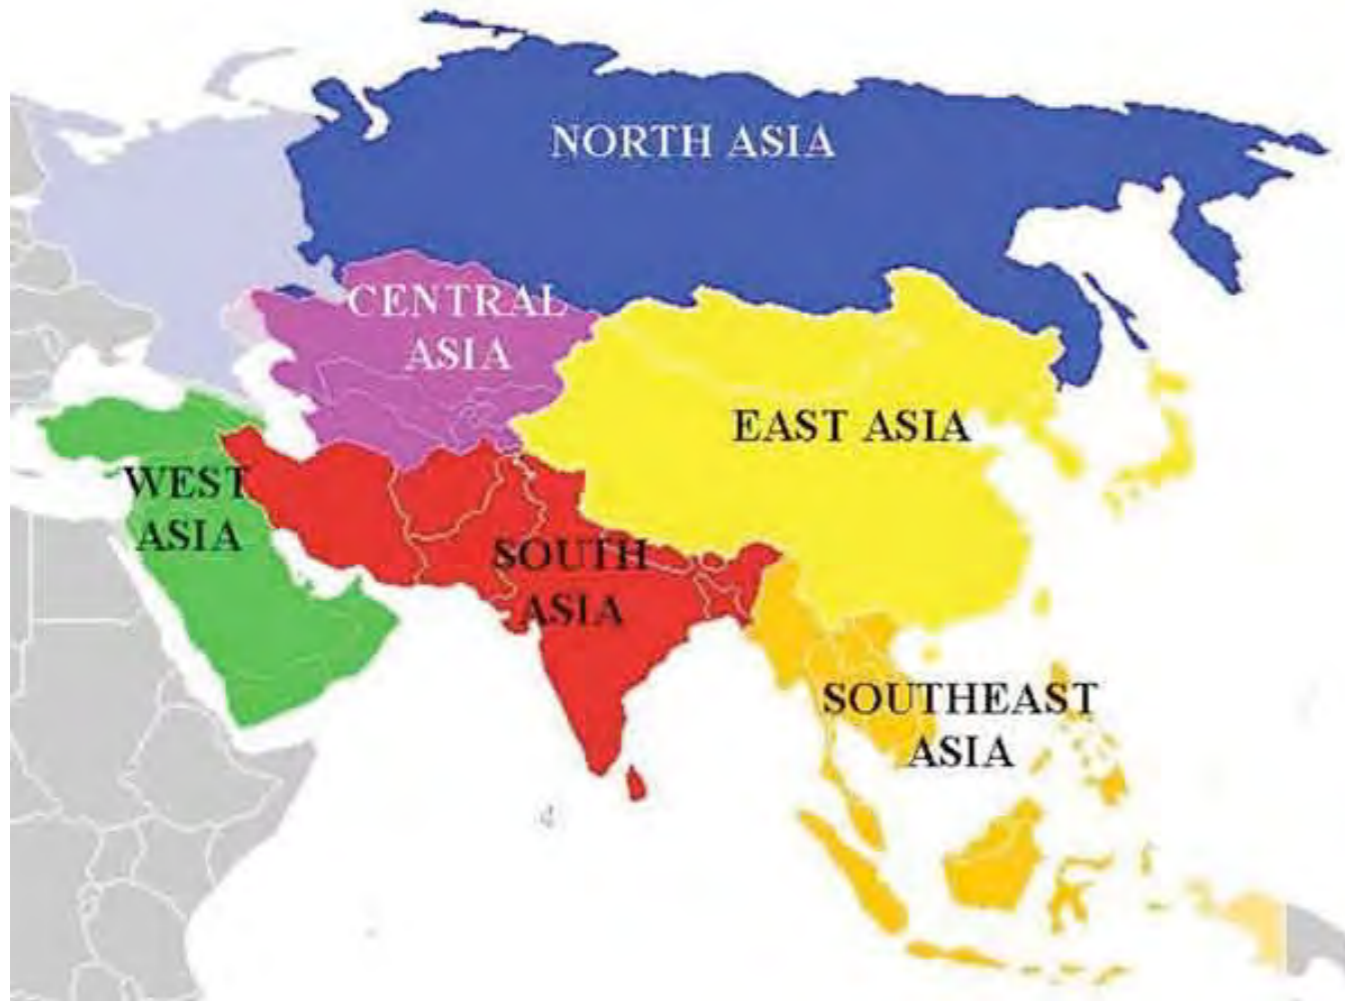 NORTH ASIA
CENTRAL
ASIA
EAST ASIA
WEST
ASIA
SOUTH
ASIA
SOUTHEAST
ASIA